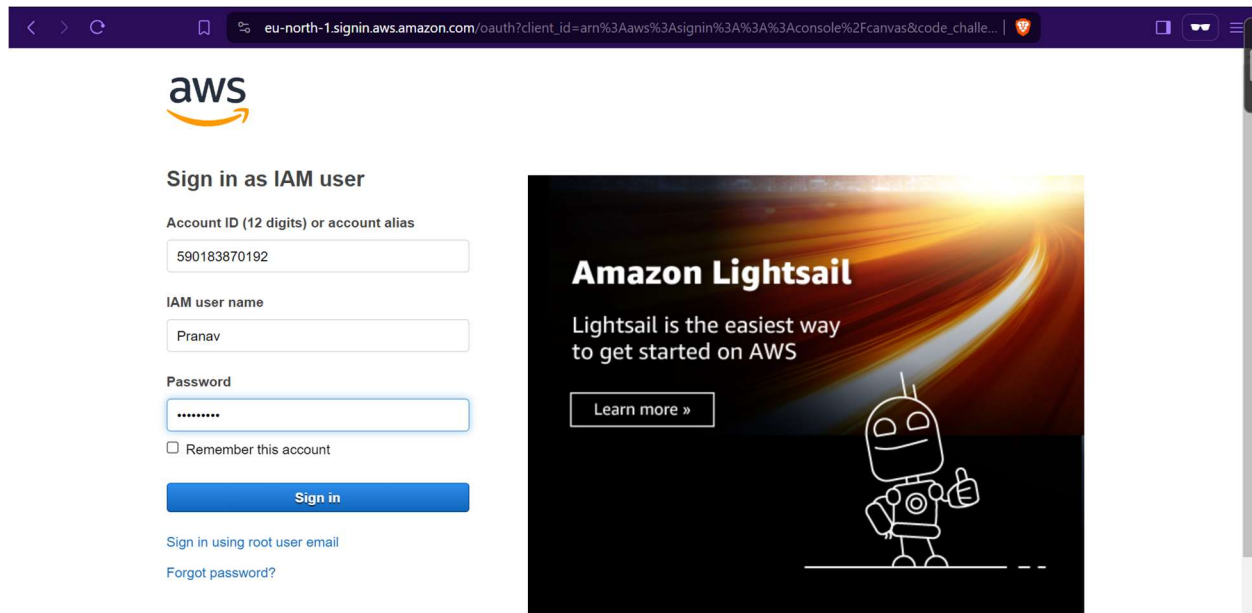 eu-north-1.signin.aws.amazon.com/oauth?client_id=arn%3Aaws%3Asignin%3A%3A%3Aconsole%2Fcanvas&code_challe...
aws
Sign in as IAM user
Account ID (12 digits) or account alias
590183870192
IAM user name
Pranav
Password
•••••••••
Remember this account
Sign in
Sign in using root user email
Forgot password?
Amazon Lightsail
Lightsail is the easiest way
to get started on AWS
Learn more »